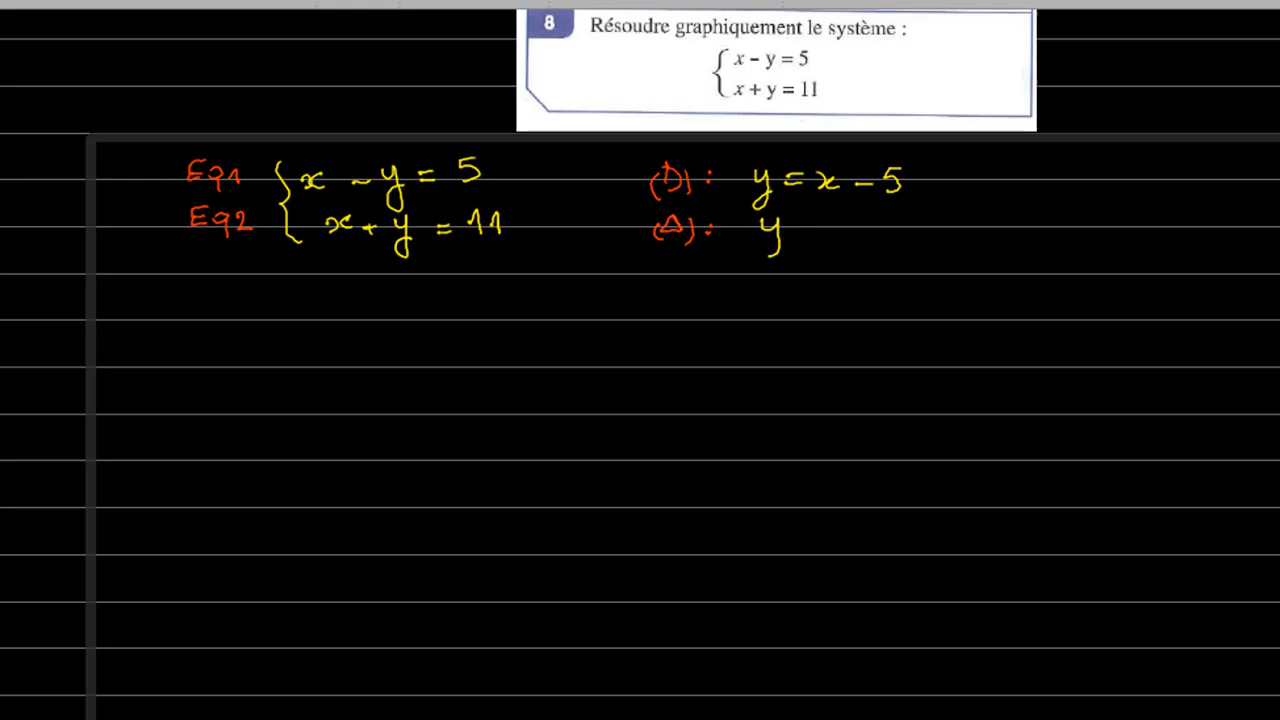 8 Résoudre graphiquement le système :
x - y = 5
x + y = 11
Eq1 { x - y = 5 (D): y = x - 5
Eq2 { x + y = 11 (Δ): y